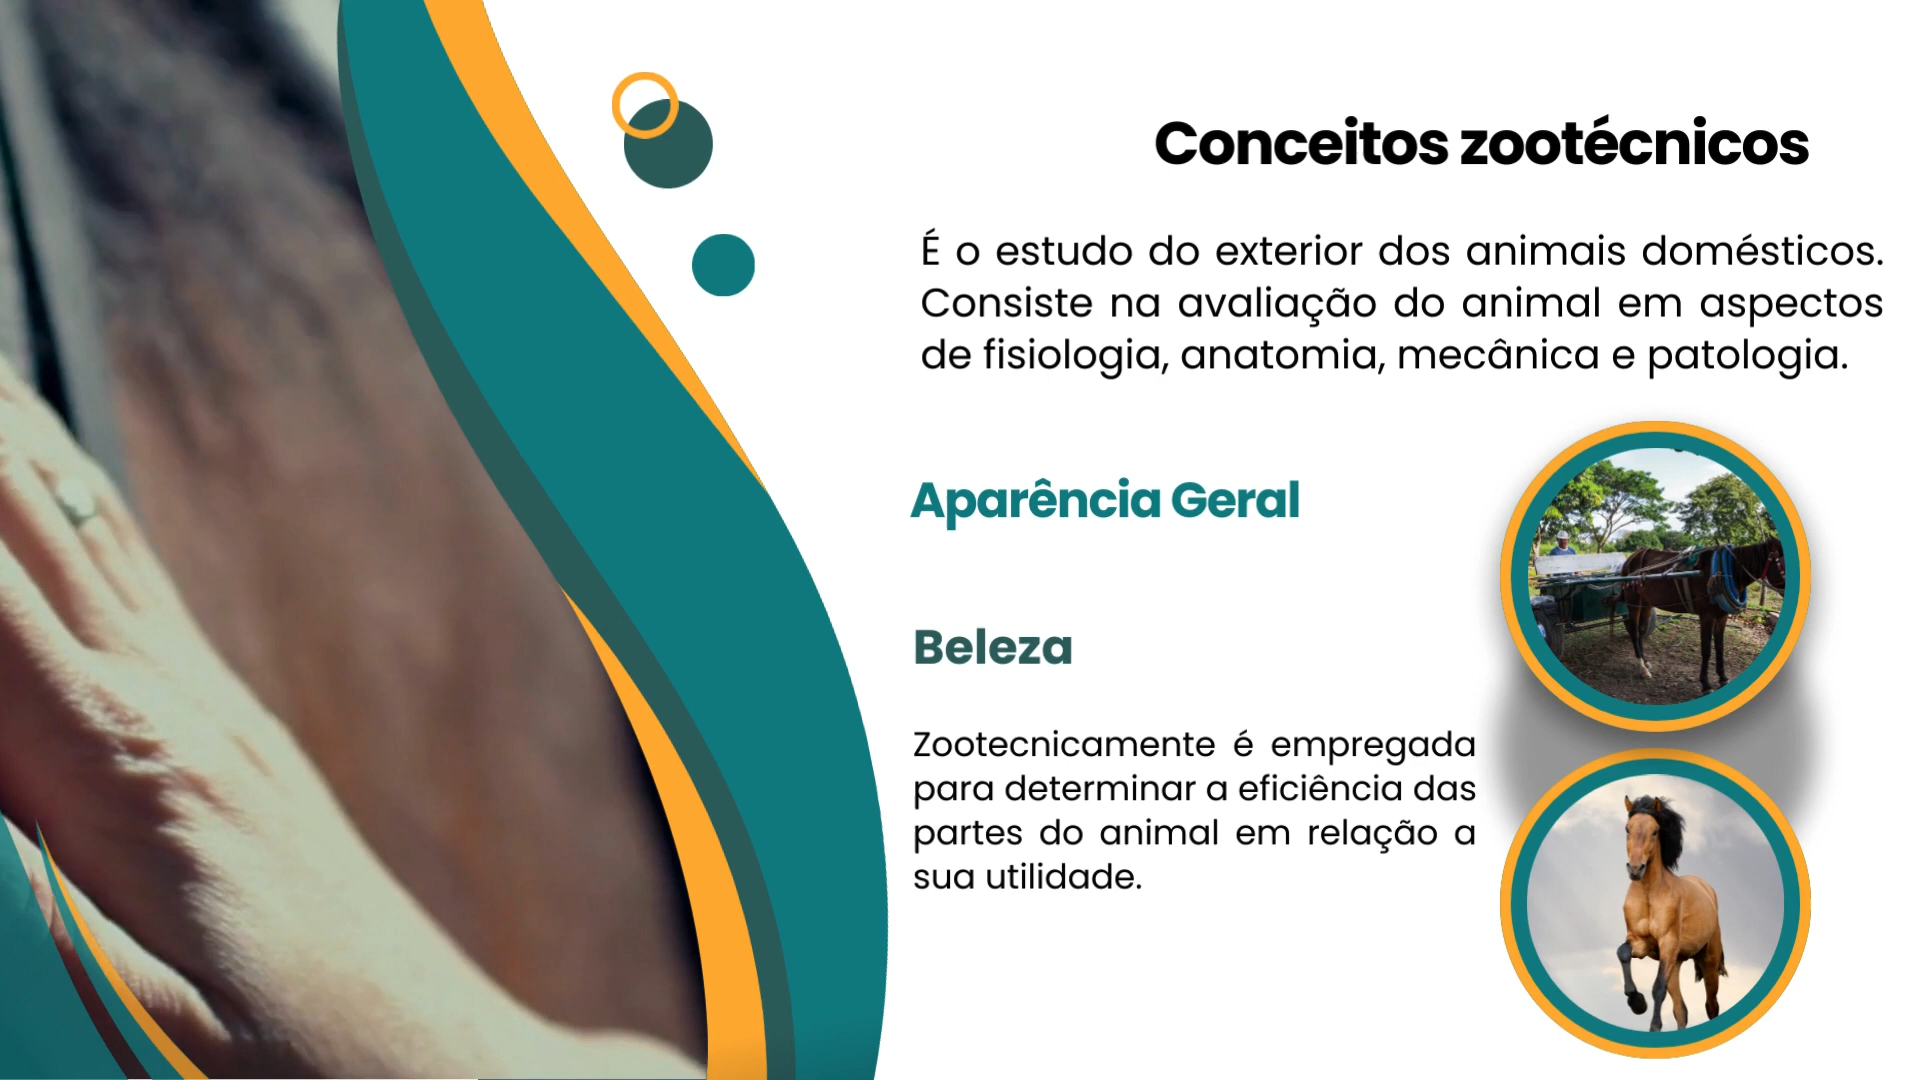 Conceitos zootécnicos
É o estudo do exterior dos animais domésticos.
Consiste na avaliação do animal em aspectos
de fisiologia, anatomia, mecânica e patologia.
Aparência Geral
Beleza
Zootecnicamente é empregada
para determinar a eficiência das
partes do animal em relação a
sua utilidade.